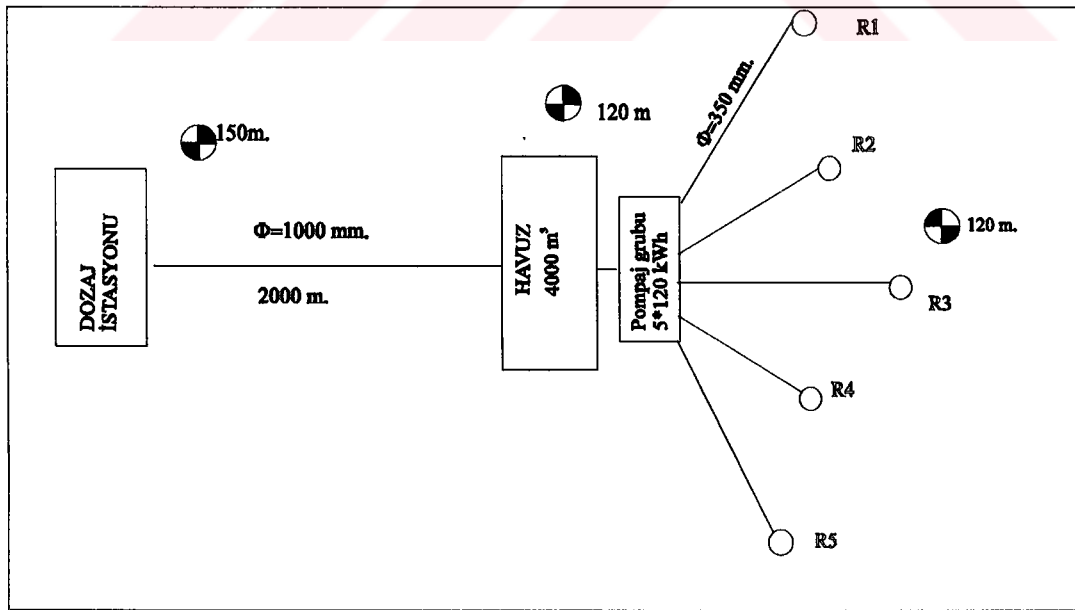 R1
120 m
Φ=350 mm.
150m.
R2
DOZAJ
İSTASYONU
Φ=1000 mm.
2000 m.
HAVUZ
4000 m³
Pompaj grubu
5*120 kWh
120 m.
R3
R4
R5